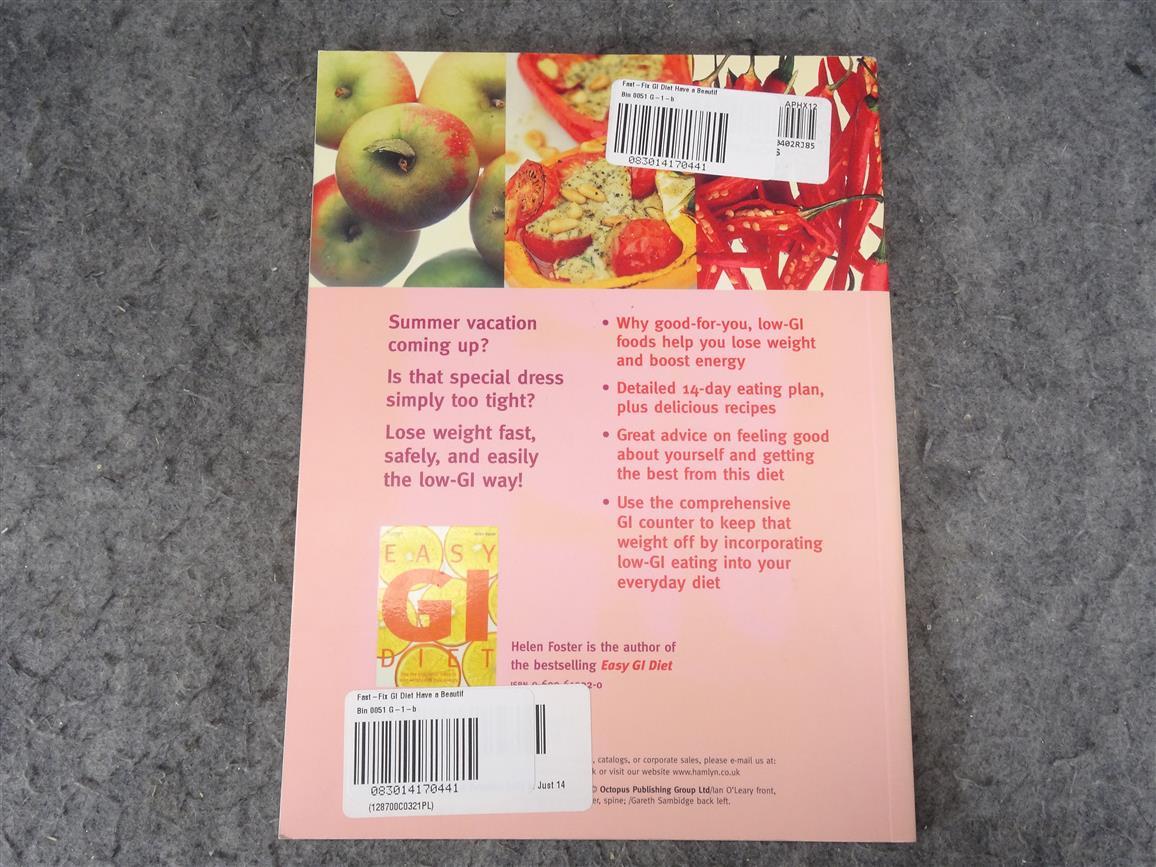 Fast-Fix GI Diet Have a Beautif
Bin 0051 G-1-b
083014170441
APHX12
0402RJ85
S
Summer vacation
coming up?
Is that special dress
simply too tight?
Lose weight fast,
safely, and easily
the low-GI way!
• Why good-for-you, low-GI
foods help you lose weight
and boost energy
• Detailed 14-day eating plan,
plus delicious recipes
• Great advice on feeling good
about yourself and getting
the best from this diet
• Use the comprehensive
GI counter to keep that
weight off by incorporating
low-GI eating into your
everyday diet
EASY
GI
DIET
Helen Foster is the author of
the bestselling Easy GI Diet
Fast-Fix GI Diet Have a Beautif
Bin 0051 G-1-b
083014170441
Just 14
(128700C0321PL)
, catalogs, or corporate sales, please e-mail us at:
k or visit our website www.hamlyn.co.uk
© Octopus Publishing Group Ltd/Ian O'Leary front,
er, spine; /Gareth Sambidge back left.